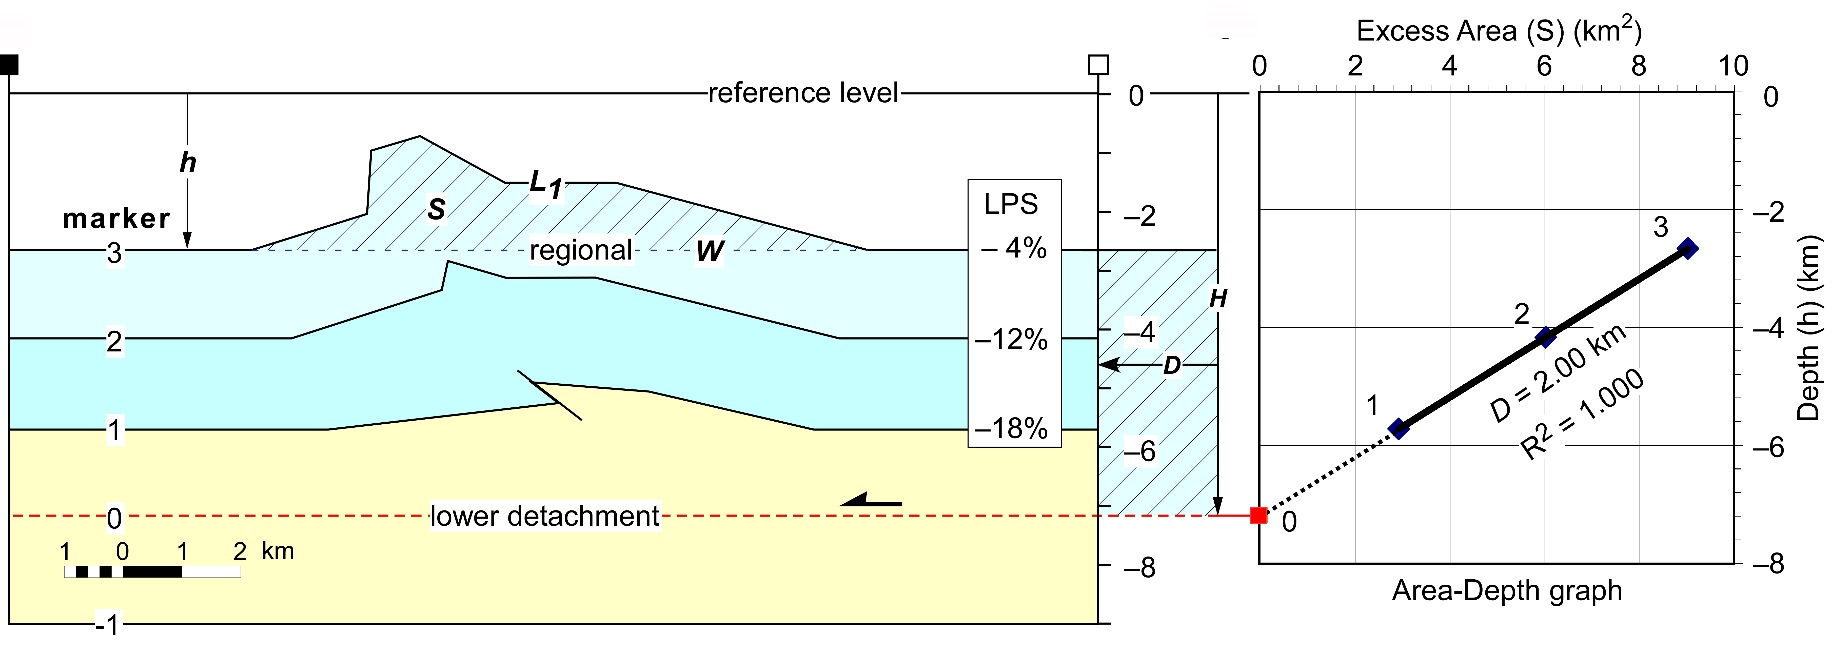 reference level
h
marker
L1
S
regional
W
3
2
1
0
-1
lower detachment
1 0 1 2 km
LPS
– 4%
–12%
–18%
0
–2
–4
–6
–8
H
D
Excess Area (S) (km2)
0 2 4 6 8 10
0
–2
–4
–6
–8
Depth (h) (km)
3
2
1
0
D = 2.00 km
R2 = 1.000
Area-Depth graph